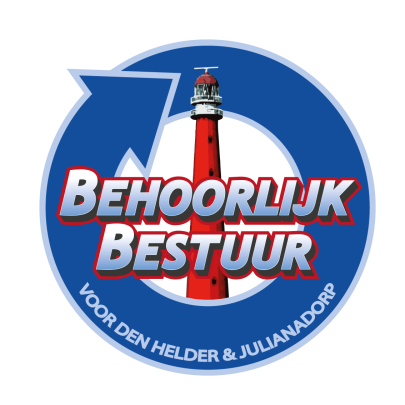 BEHOORLIJK
BESTUUR
VOOR DEN HELDER & JULIANADORP